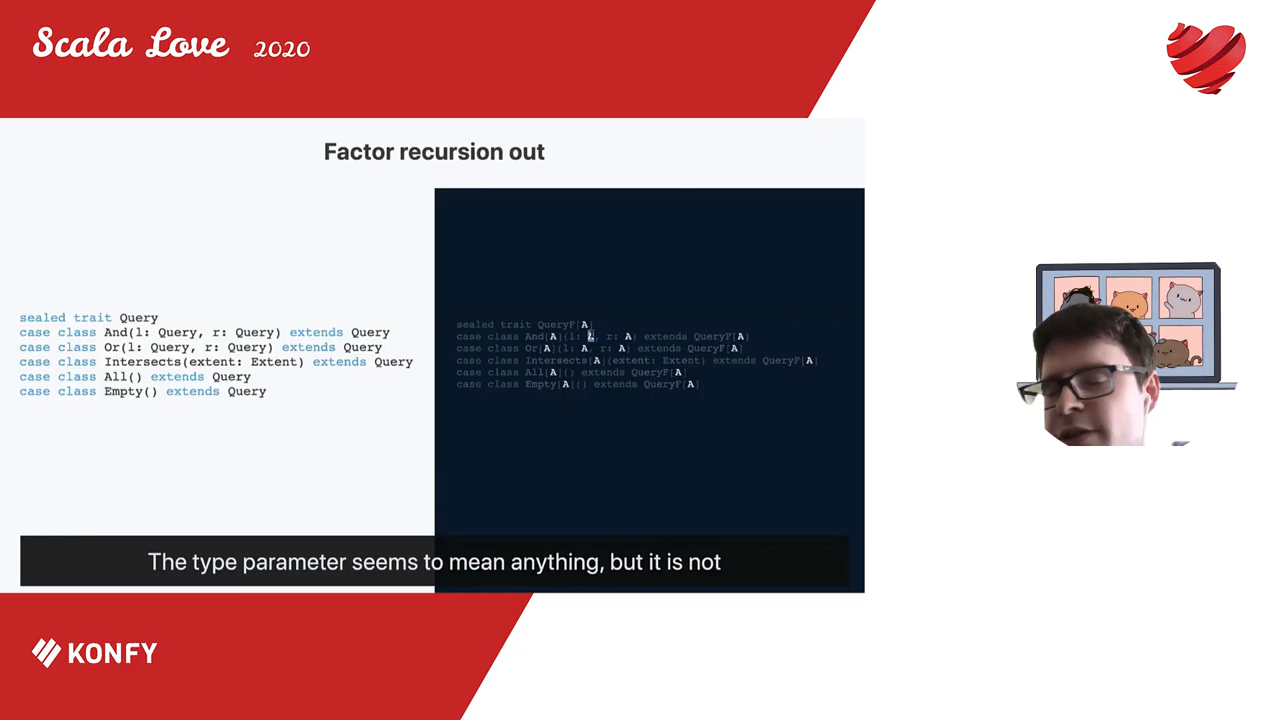 Scala Love 2020
Factor recursion out
sealed trait Query
case class And(l: Query, r: Query) extends Query
case class Or(l: Query, r: Query) extends Query
case class Intersects(extent: Extent) extends Query
case class All() extends Query
case class Empty() extends Query
sealed trait QueryF[A]
case class And[A](l: A, r: A) extends QueryF[A]
case class Or[A](l: A, r: A) extends QueryF[A]
case class Intersects[A](extent: Extent) extends QueryF[A]
case class All[A]() extends QueryF[A]
case class Empty[A]() extends QueryF[A]
The type parameter seems to mean anything, but it is not
KONFY